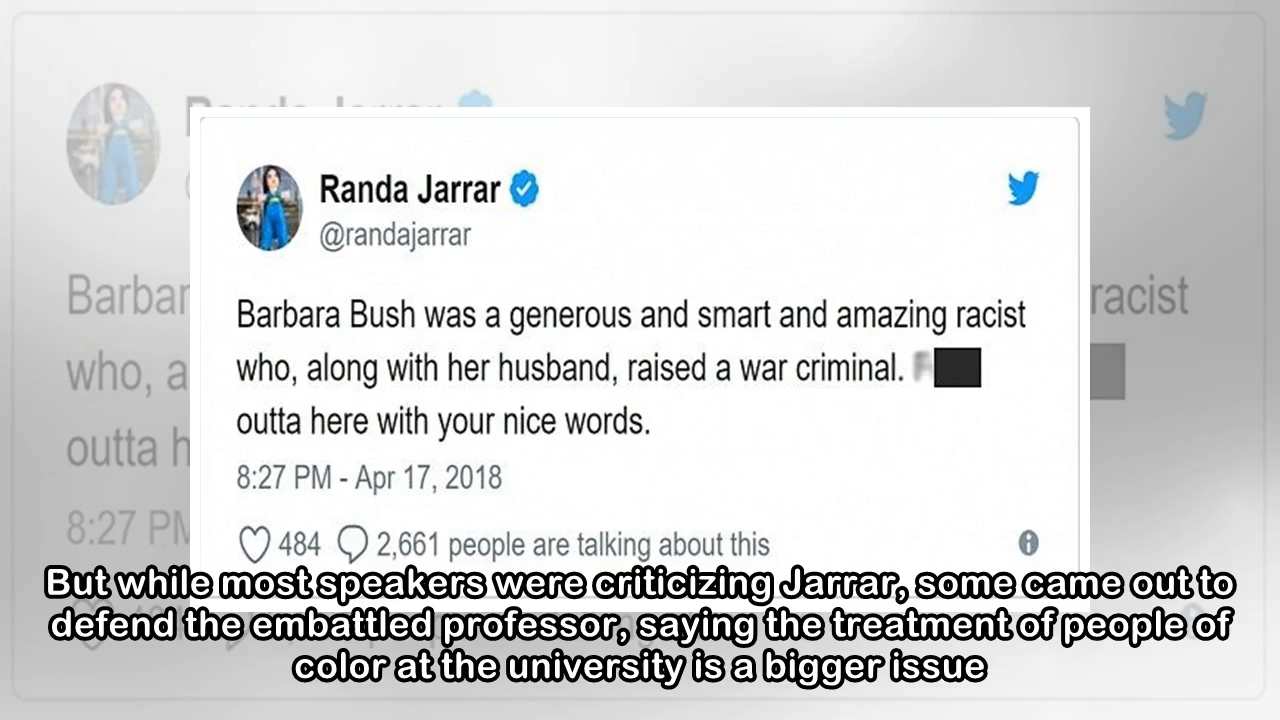 Randa Jarrar
@randajarrar
Barbara Bush was a generous and smart and amazing racist
who, along with her husband, raised a war criminal.
outta here with your nice words.
8:27 PM - Apr 17, 2018
484 2,661 people are talking about this
But while most speakers were criticizing Jarrar, some came out to
defend the embattled professor, saying the treatment of people of
color at the university is a bigger issue